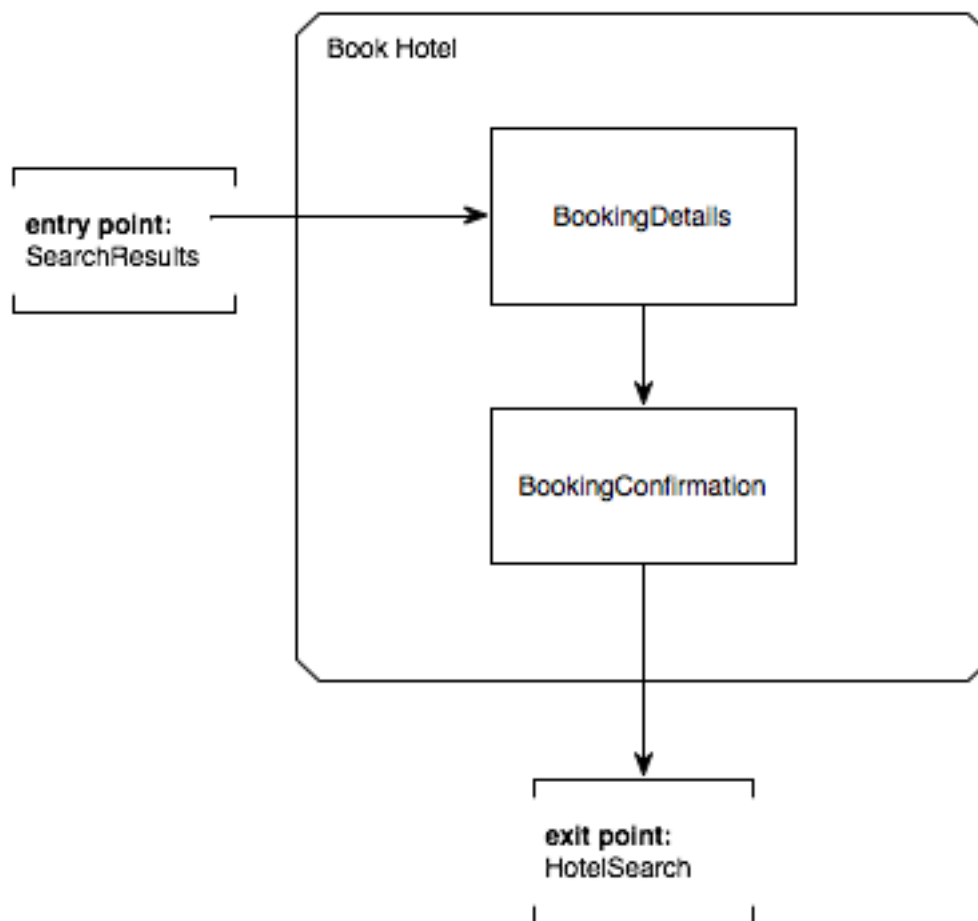 Book Hotel
BookingDetails
entry point:
SearchResults
BookingConfirmation
exit point:
HotelSearch